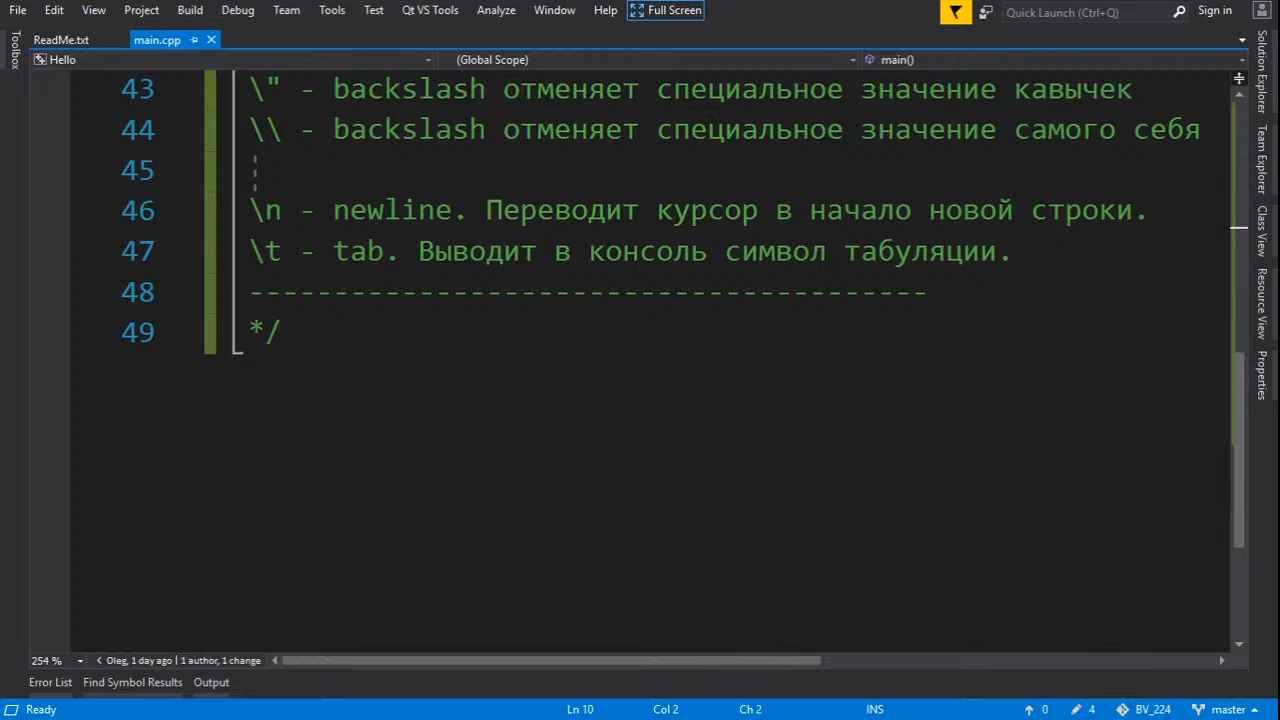 File Edit View Project Build Debug Team Tools Test Qt VS Tools Analyze Window Help Full Screen Quick Launch (Ctrl+Q) Sign in
ReadMe.txt main.cpp
Hello (Global Scope) main()
43 \" - backslash отменяет специальное значение кавычек
44 \\ - backslash отменяет специальное значение самого себя
45
46 \n - newline. Переводит курсор в начало новой строки.
47 \t - tab. Выводит в консоль символ табуляции.
48 ----------------------------------------
49 */
254 % Oleg, 1 day ago | 1 author, 1 change
Error List Find Symbol Results Output
Ready Ln 10 Col 2 Ch 2 INS 0 4 BV_224 master
Toolbox
Solution Explorer
Team Explorer
Class View
Resource View
Properties